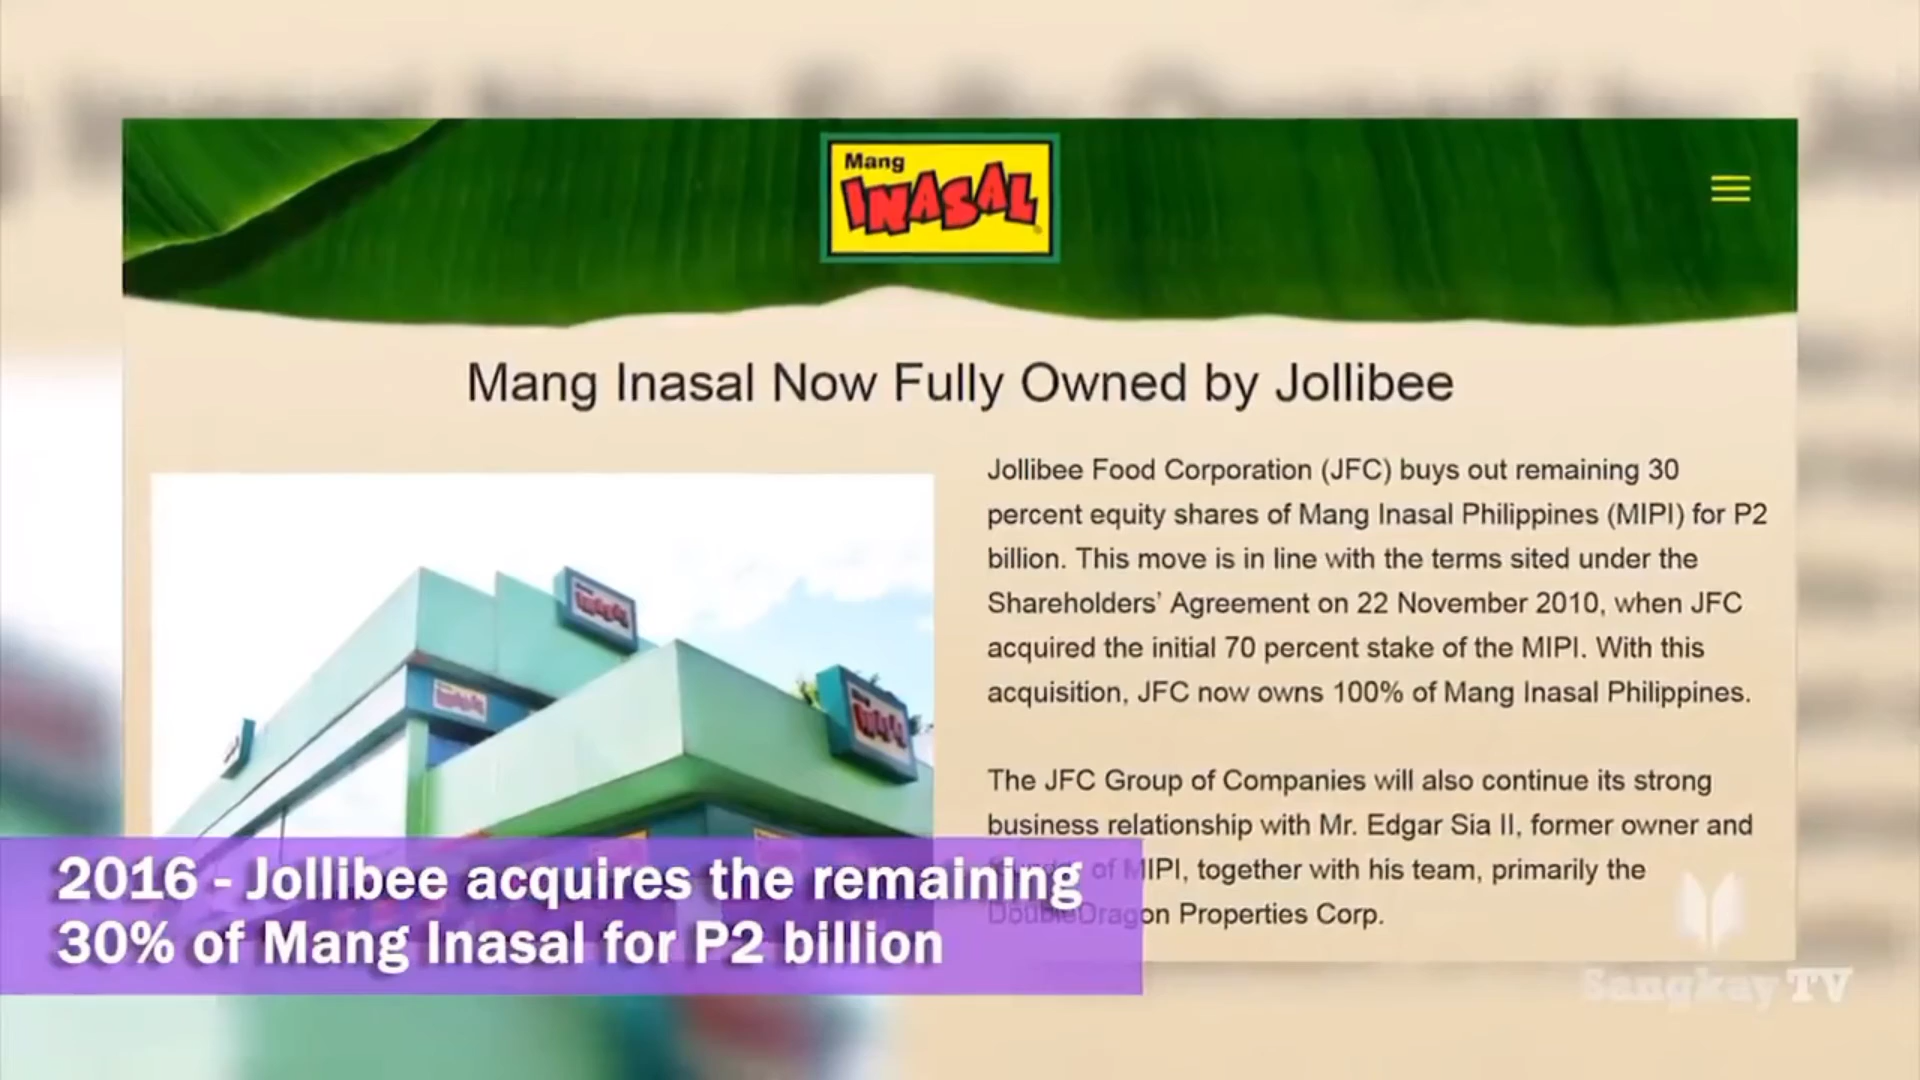 Mang
INASAL
Mang Inasal Now Fully Owned by Jollibee
Jollibee Food Corporation (JFC) buys out remaining 30
percent equity shares of Mang Inasal Philippines (MIPI) for P2
billion. This move is in line with the terms sited under the
Shareholders' Agreement on 22 November 2010, when JFC
acquired the initial 70 percent stake of the MIPI. With this
acquisition, JFC now owns 100% of Mang Inasal Philippines.
The JFC Group of Companies will also continue its strong
business relationship with Mr. Edgar Sia II, former owner and
of MIPI, together with his team, primarily the
DoubleDragon Properties Corp.
INASAL
2016 - Jollibee acquires the remaining
30% of Mang Inasal for P2 billion
Sangkay TV